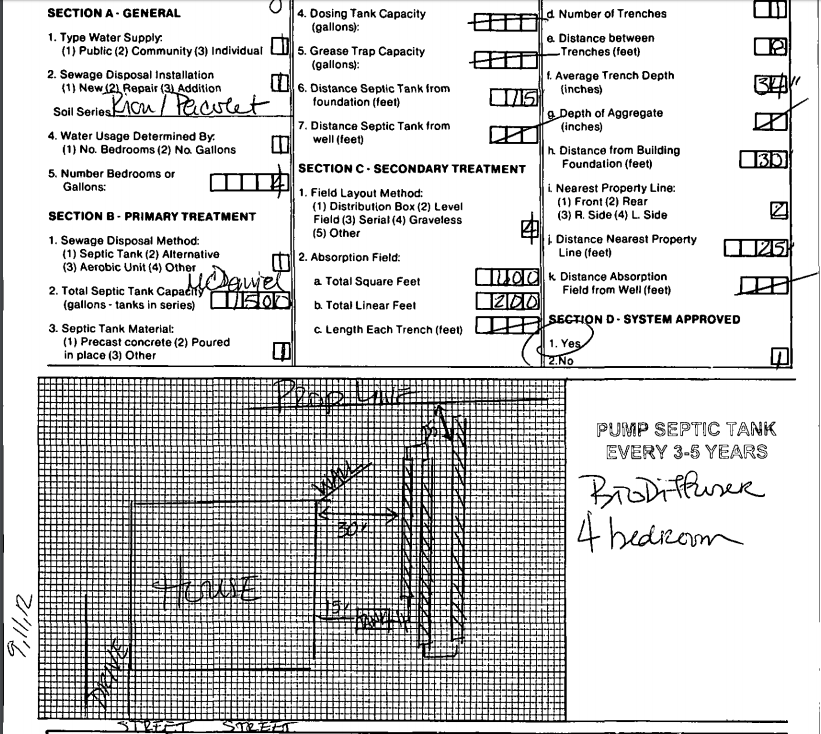 SECTION A - GENERAL
1. Type Water Supply:
(1) Public (2) Community (3) Individual 1
2. Sewage Disposal Installation
(1) New (2) Repair (3) Addition 1
Soil Series Rion / Pacolet
4. Water Usage Determined By:
(1) No. Bedrooms (2) No. Gallons 1
5. Number Bedrooms or
Gallons: 4
SECTION B - PRIMARY TREATMENT
1. Sewage Disposal Method:
(1) Septic Tank (2) Alternative
(3) Aerobic Unit (4) Other 1
McDaniel
2. Total Septic Tank Capacity
(gallons - tanks in series) 1500
3. Septic Tank Material:
(1) Precast concrete (2) Poured
in place (3) Other 1
4. Dosing Tank Capacity
(gallons):
5. Grease Trap Capacity
(gallons):
6. Distance Septic Tank from
foundation (feet) 15
7. Distance Septic Tank from
well (feet)
SECTION C - SECONDARY TREATMENT
1. Field Layout Method:
(1) Distribution Box (2) Level
Field (3) Serial (4) Graveless
(5) Other 4
2. Absorption Field:
a. Total Square Feet
b. Total Linear Feet 200
c. Length Each Trench (feet)
d. Number of Trenches
e. Distance between
Trenches (feet) 8
f. Average Trench Depth
(inches) 34"
g. Depth of Aggregate
(inches)
h. Distance from Building
Foundation (feet) 30
i. Nearest Property Line:
(1) Front (2) Rear
(3) R. Side (4) L. Side 2
j. Distance Nearest Property
Line (feet) 25
k. Distance Absorption
Field from Well (feet)
SECTION D - SYSTEM APPROVED
1. Yes
2. No 1
PROP LINE
WALL
30'
HOUSE
15'
TANK
DRIVE
STREET STREET
9,11,12
PUMP SEPTIC TANK
EVERY 3-5 YEARS
BIODiffuser
4 bedroom